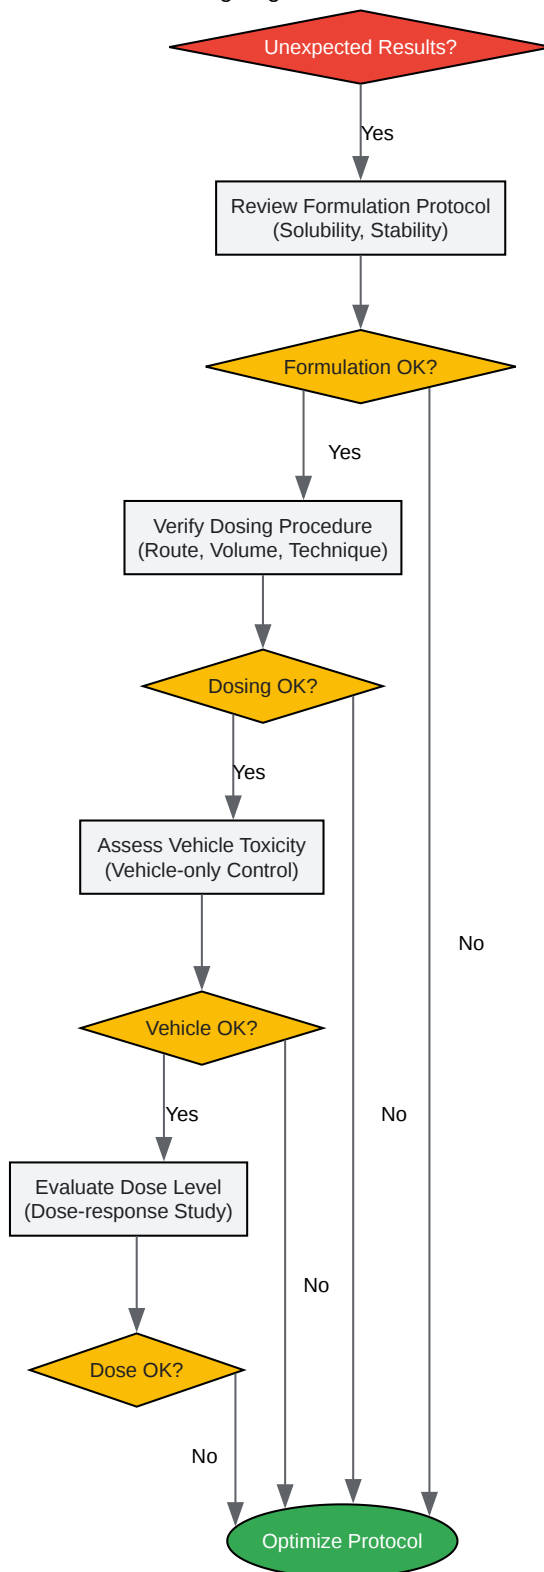 Unexpected Results?
Yes
Review Formulation Protocol
(Solubility, Stability)
Formulation OK?
Yes
Verify Dosing Procedure
(Route, Volume, Technique)
Dosing OK?
Yes
Assess Vehicle Toxicity
(Vehicle-only Control)
No
Vehicle OK?
Yes
No
Evaluate Dose Level
(Dose-response Study)
No
Dose OK?
No
Optimize Protocol